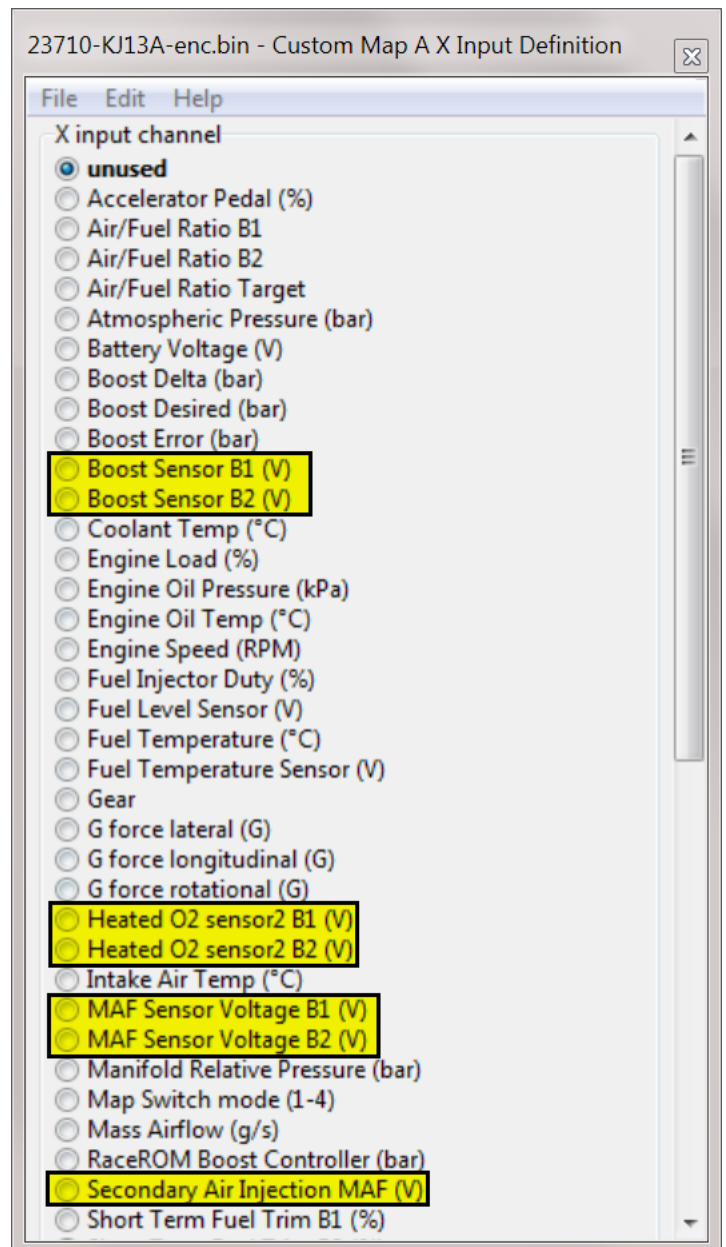 23710-KJ13A-enc.bin - Custom Map A X Input Definition
File Edit Help
X input channel
unused
Accelerator Pedal (%)
Air/Fuel Ratio B1
Air/Fuel Ratio B2
Air/Fuel Ratio Target
Atmospheric Pressure (bar)
Battery Voltage (V)
Boost Delta (bar)
Boost Desired (bar)
Boost Error (bar)
Boost Sensor B1 (V)
Boost Sensor B2 (V)
Coolant Temp (°C)
Engine Load (%)
Engine Oil Pressure (kPa)
Engine Oil Temp (°C)
Engine Speed (RPM)
Fuel Injector Duty (%)
Fuel Level Sensor (V)
Fuel Temperature (°C)
Fuel Temperature Sensor (V)
Gear
G force lateral (G)
G force longitudinal (G)
G force rotational (G)
Heated O2 sensor2 B1 (V)
Heated O2 sensor2 B2 (V)
Intake Air Temp (°C)
MAF Sensor Voltage B1 (V)
MAF Sensor Voltage B2 (V)
Manifold Relative Pressure (bar)
Map Switch mode (1-4)
Mass Airflow (g/s)
RaceROM Boost Controller (bar)
Secondary Air Injection MAF (V)
Short Term Fuel Trim B1 (%)